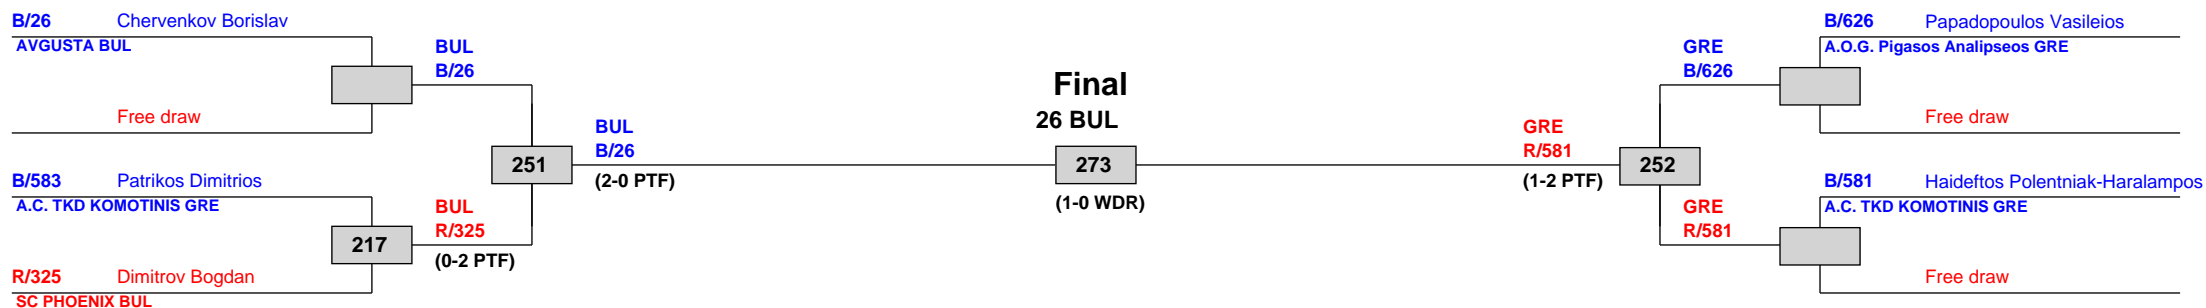 B/26 Chervenkov Borislav
AVGUSTA BUL
Free draw
BUL
B/26
B/583 Patrikos Dimitrios
A.C. TKD KOMOTINIS GRE
217
R/325 Dimitrov Bogdan
SC PHOENIX BUL
BUL
R/325
(0-2 PTF)
251
BUL
B/26
(2-0 PTF)
Final
26 BUL
273
(1-0 WDR)
GRE
R/581
(1-2 PTF)
252
GRE
B/626
GRE
R/581
B/626 Papadopoulos Vasileios
A.O.G. Pigasos Analipseos GRE
Free draw
B/581 Haideftos Polentniak-Haralampos
A.C. TKD KOMOTINIS GRE
Free draw